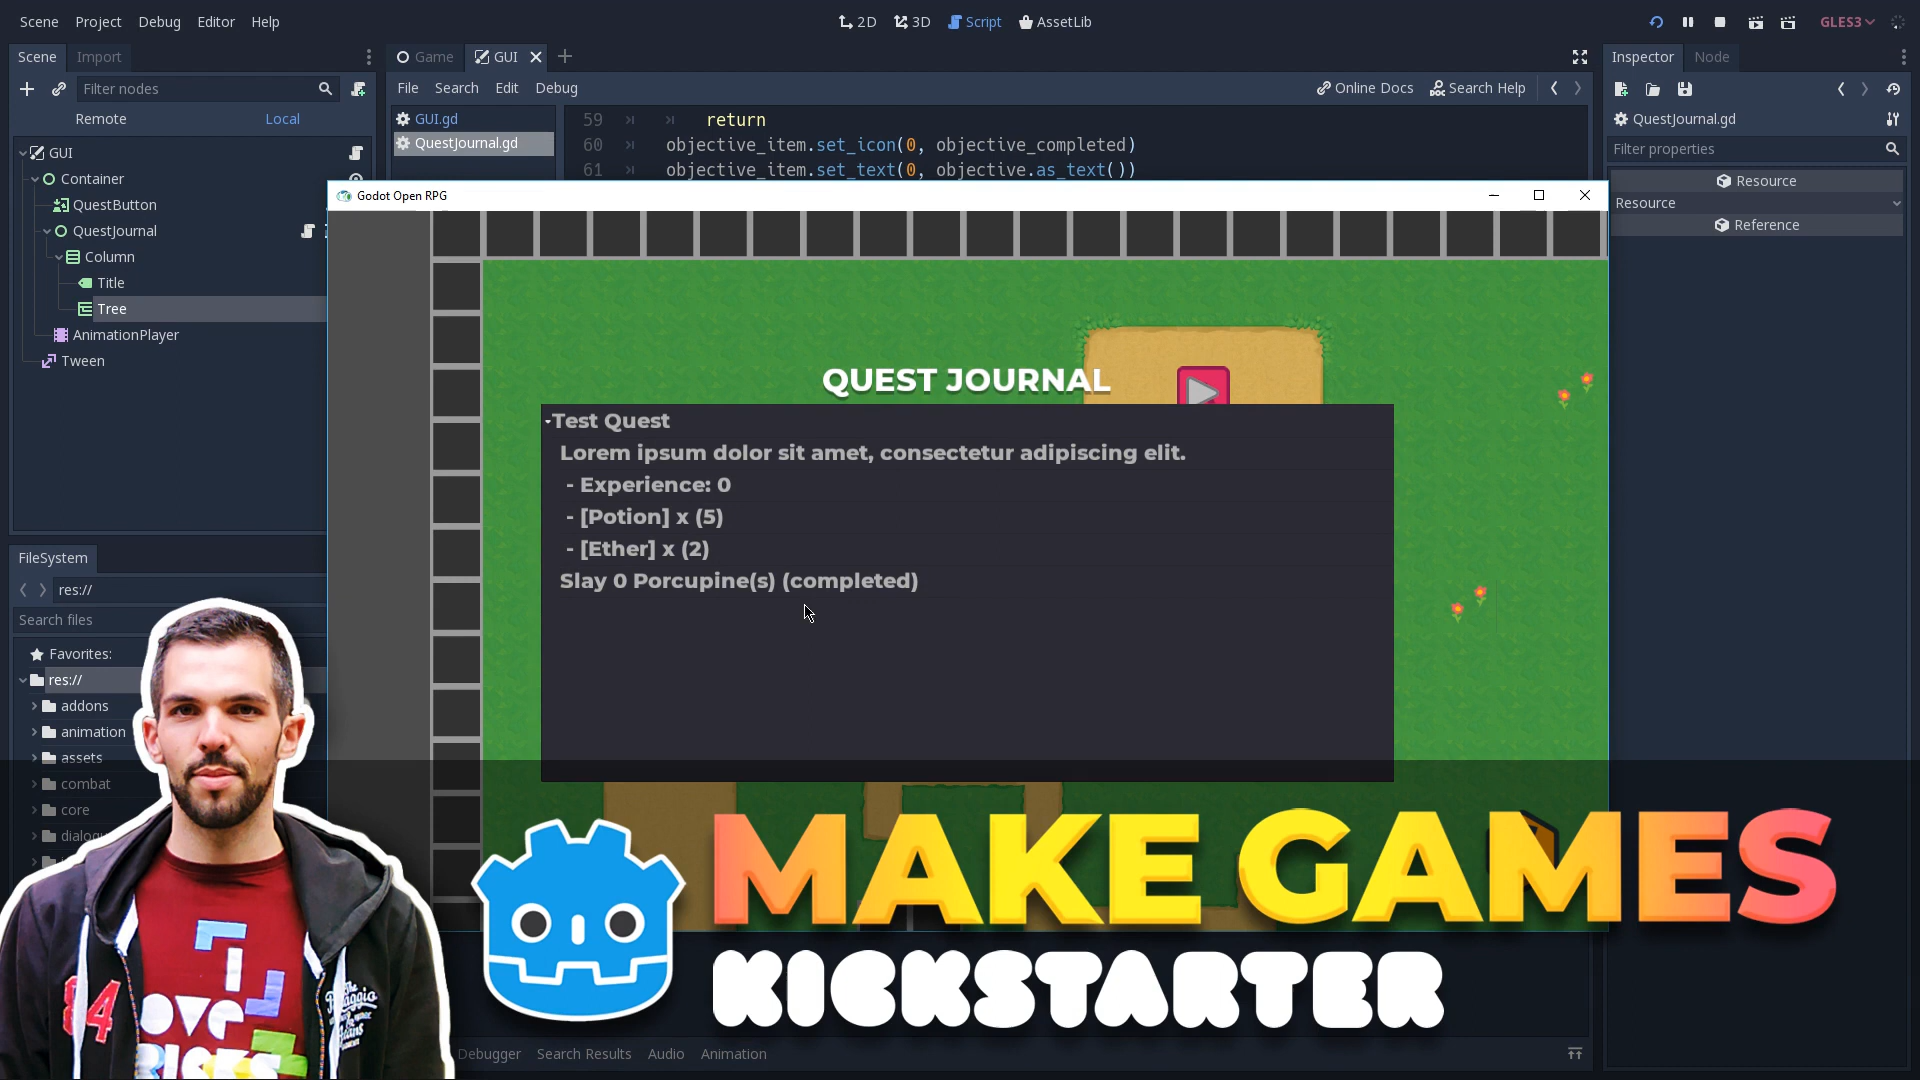 Scene Project Debug Editor Help
2D 3D Script AssetLib
GLES3
Scene Import
Game GUI
Inspector Node
Filter nodes
File Search Edit Debug
Online Docs Search Help
Remote Local
GUI.gd
QuestJournal.gd
59 return
60 objective_item.set_icon(0, objective_completed)
61 objective_item.set_text(0, objective.as_text())
QuestJournal.gd
Filter properties
Resource
Resource
Reference
GUI
Container
QuestButton
QuestJournal
Column
Title
Tree
AnimationPlayer
Tween
Godot Open RPG
QUEST JOURNAL
Test Quest
Lorem ipsum dolor sit amet, consectetur adipiscing elit.
- Experience: 0
- [Potion] x (5)
- [Ether] x (2)
Slay 0 Porcupine(s) (completed)
FileSystem
res://
Search files
Favorites:
res://
addons
animation
assets
combat
core
MAKE GAMES
KICKSTARTER
84
Debugger Search Results Audio Animation